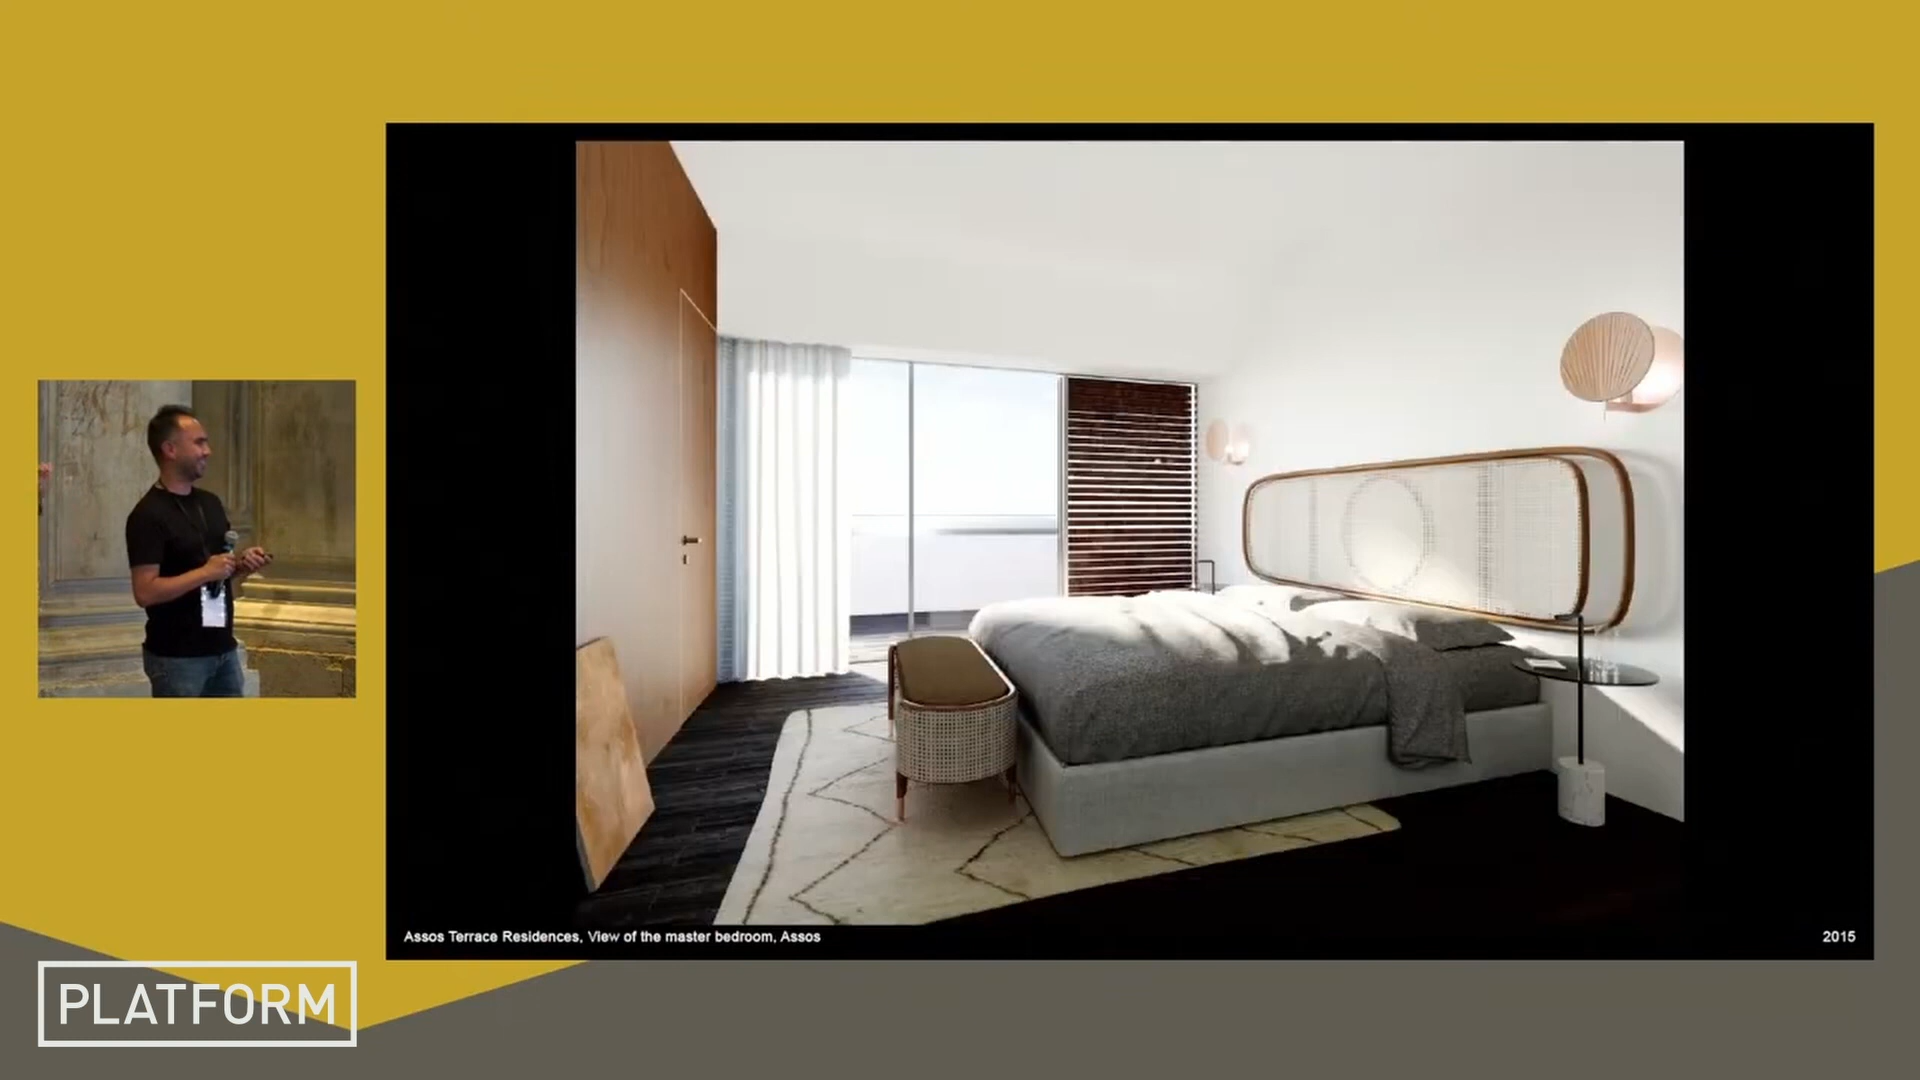 Assos Terrace Residences, View of the master bedroom, Assos
2015
PLATFORM